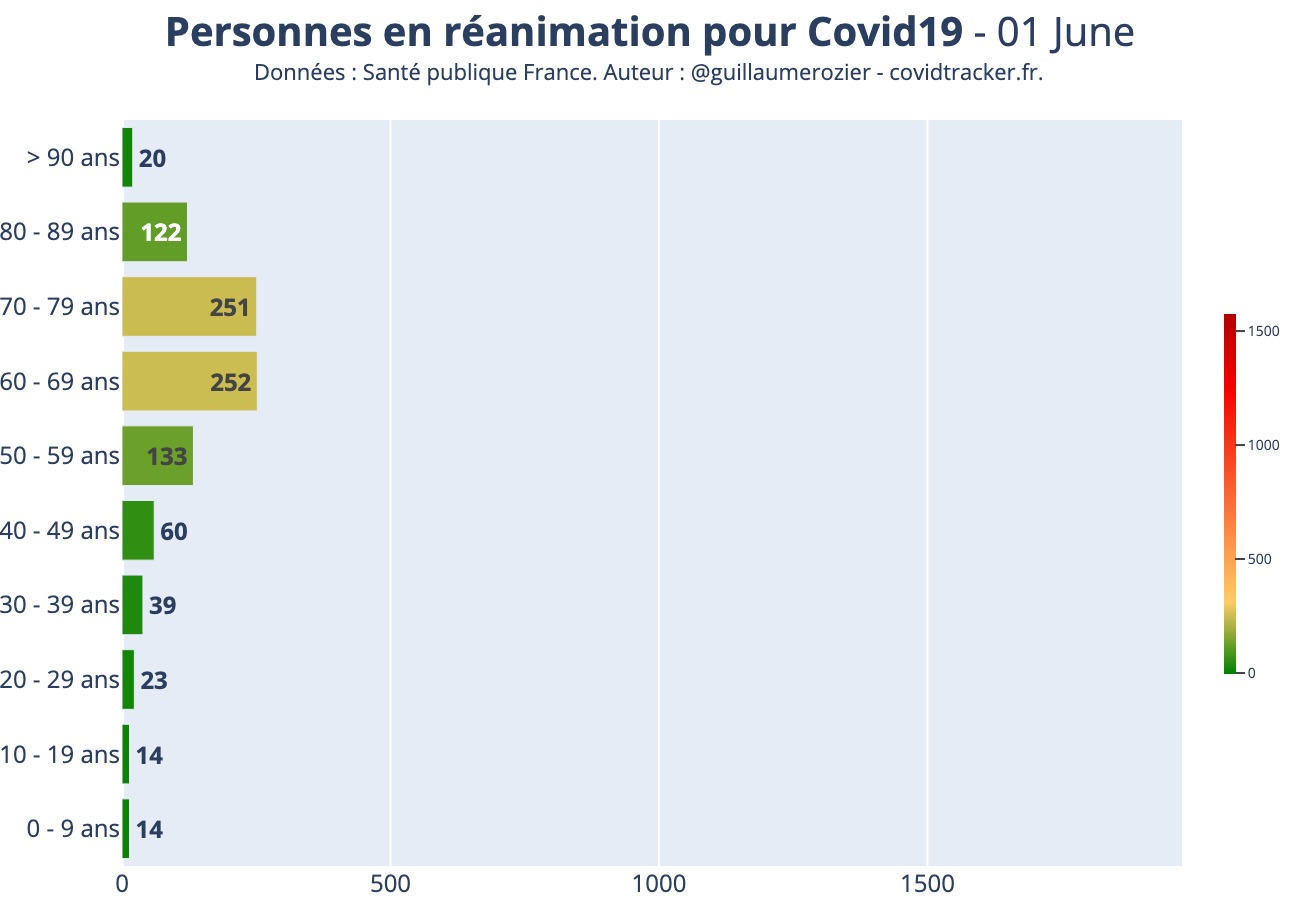 Personnes en réanimation pour Covid19 - 01 June
Données : Santé publique France. Auteur : @guillaumerozier - covidtracker.fr.
> 90 ans 20
80 - 89 ans 122
70 - 79 ans 251
60 - 69 ans 252
50 - 59 ans 133
40 - 49 ans 60
30 - 39 ans 39
20 - 29 ans 23
10 - 19 ans 14
0 - 9 ans 14
0 500 1000 1500
1500
1000
500
0